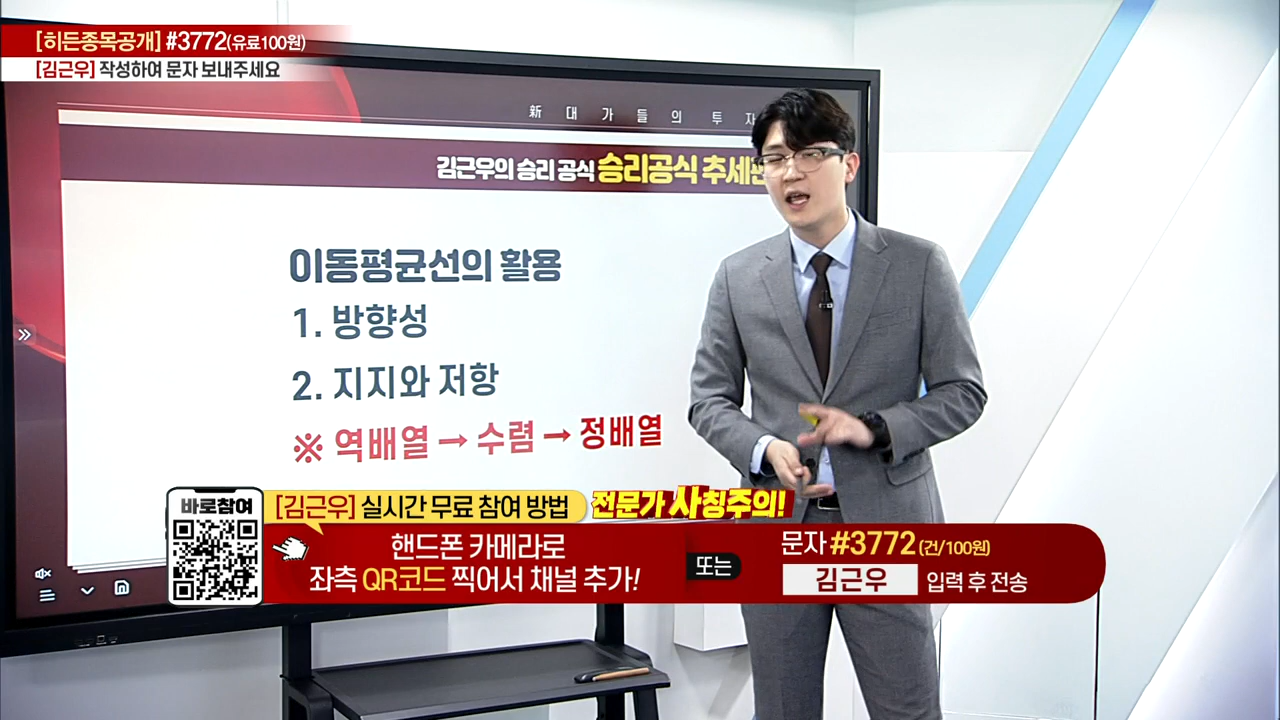 [히든종목공개] #3772(유료100원)
[김근우] 작성하여 문자 보내주세요
新대가들의 투자
김근우의 승리 공식 승리공식 추세편
이동평균선의 활용
1. 방향성
2. 지지와 저항
※ 역배열 → 수렴 → 정배열
바로참여
[김근우] 실시간 무료 참여 방법
전문가 사칭주의!
핸드폰 카메라로
좌측 QR코드 찍어서 채널 추가!
또는
문자 #3772 (건/100원)
김근우 입력 후 전송